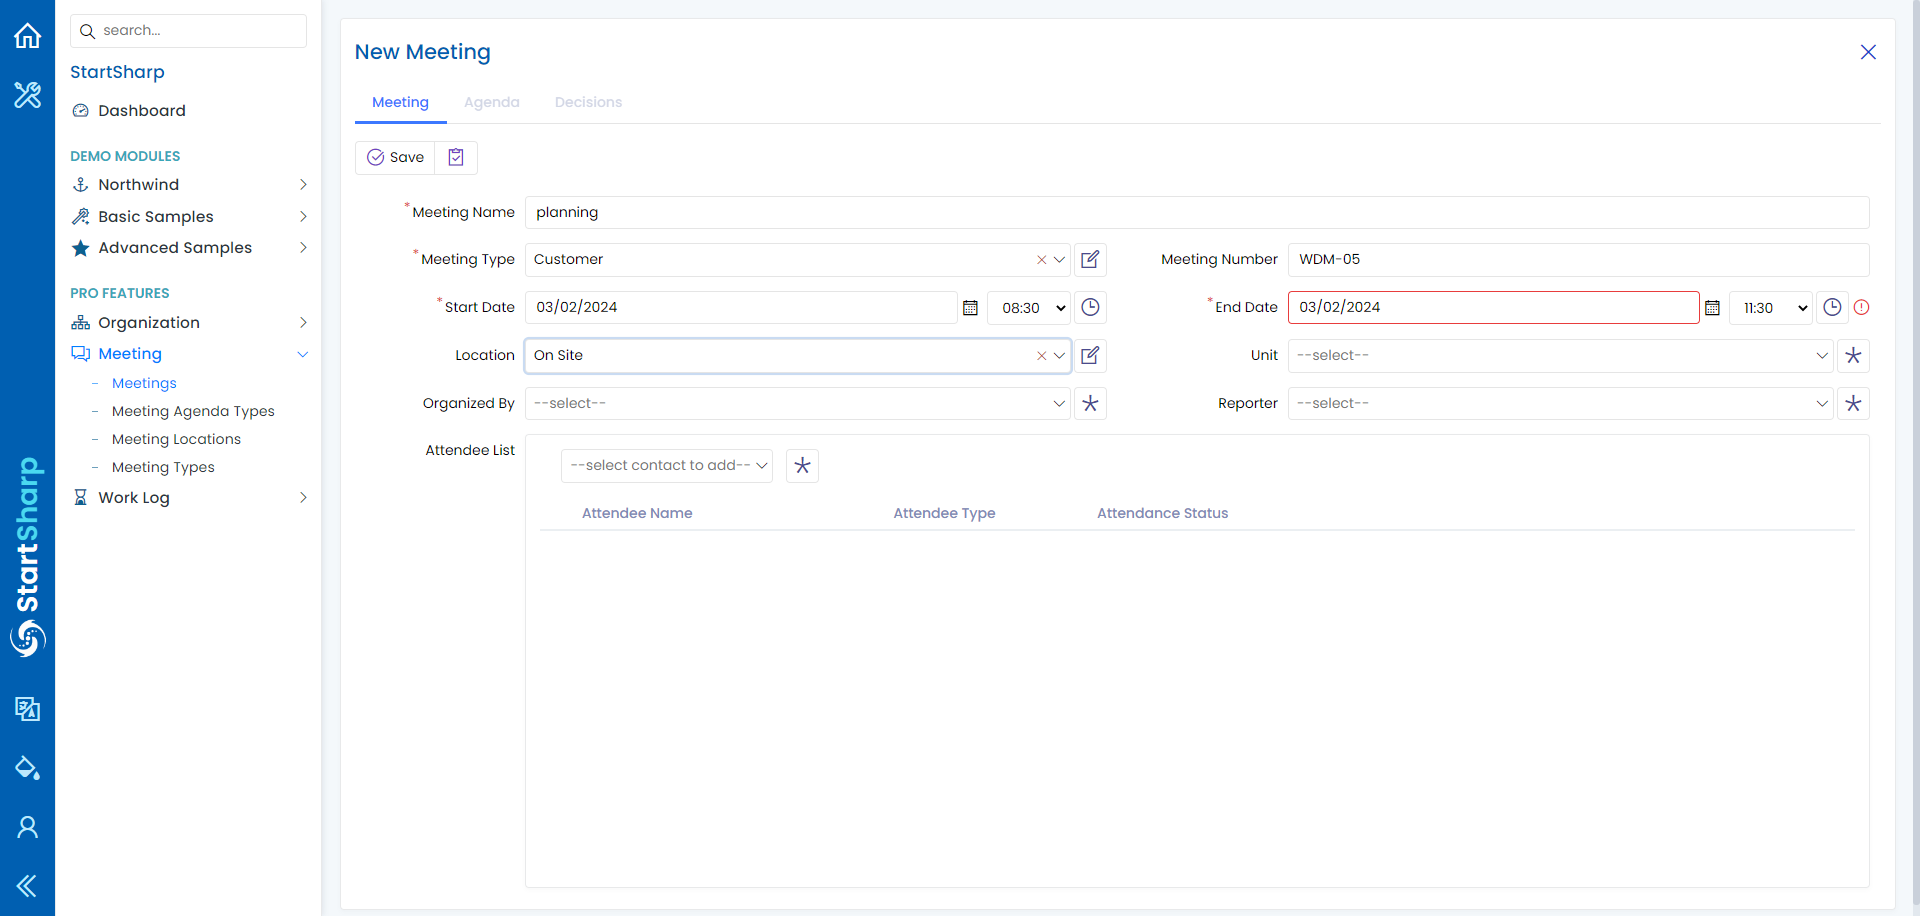 search...
StartSharp
Dashboard
DEMO MODULES
Northwind
Basic Samples
Advanced Samples
PRO FEATURES
Organization
Meeting
- Meetings
- Meeting Agenda Types
- Meeting Locations
- Meeting Types
Work Log
StartSharp
New Meeting
Meeting Agenda Decisions
Save
*Meeting Name planning
*Meeting Type Customer Meeting Number WDM-05
*Start Date 03/02/2024 08:30 *End Date 03/02/2024 11:30
Location On Site Unit --select--
Organized By --select-- Reporter --select--
Attendee List
--select contact to add--
Attendee Name Attendee Type Attendance Status